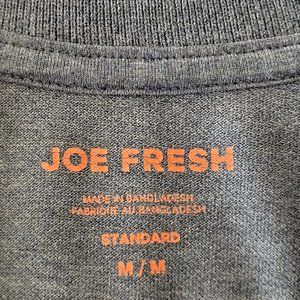 JOE FRESH
MADE IN BANGLADESH
FABRIQUÉ AU BANGLADESH
STANDARD
M/M